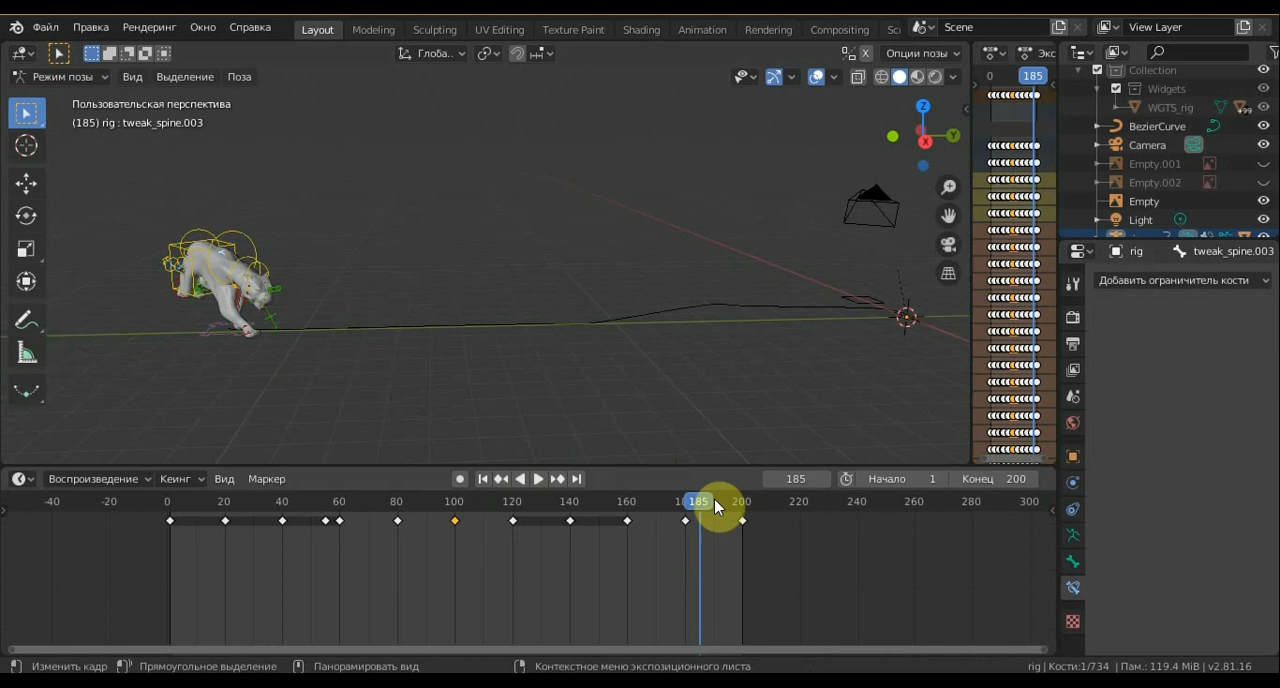 Файл Правка Рендеринг Окно Справка Layout Modeling Sculpting UV Editing Texture Paint Shading Animation Rendering Compositing Sc Scene View Layer
Глоба.. Опции позы Экс
Режим позы Вид Выделение Поза
0 185
Collection
Widgets
WGTS_rig
BezierCurve
Camera
Empty.001
Empty.002
Empty
Light
Пользовательская перспектива
(185) rig : tweak_spine.003
Z
Y
X
rig tweak_spine.003
Добавить ограничитель кости
Воспроизведение Кеинг Вид Маркер 185 Начало 1 Конец 200
-40 -20 0 20 40 60 80 100 120 140 160 185 200 220 240 260 280 300
Изменить кадр Прямоугольное выделение Панорамировать вид Контекстное меню экспозиционного листа rig | Кости:1/734 | Пам.: 119.4 MiB | v2.81.16